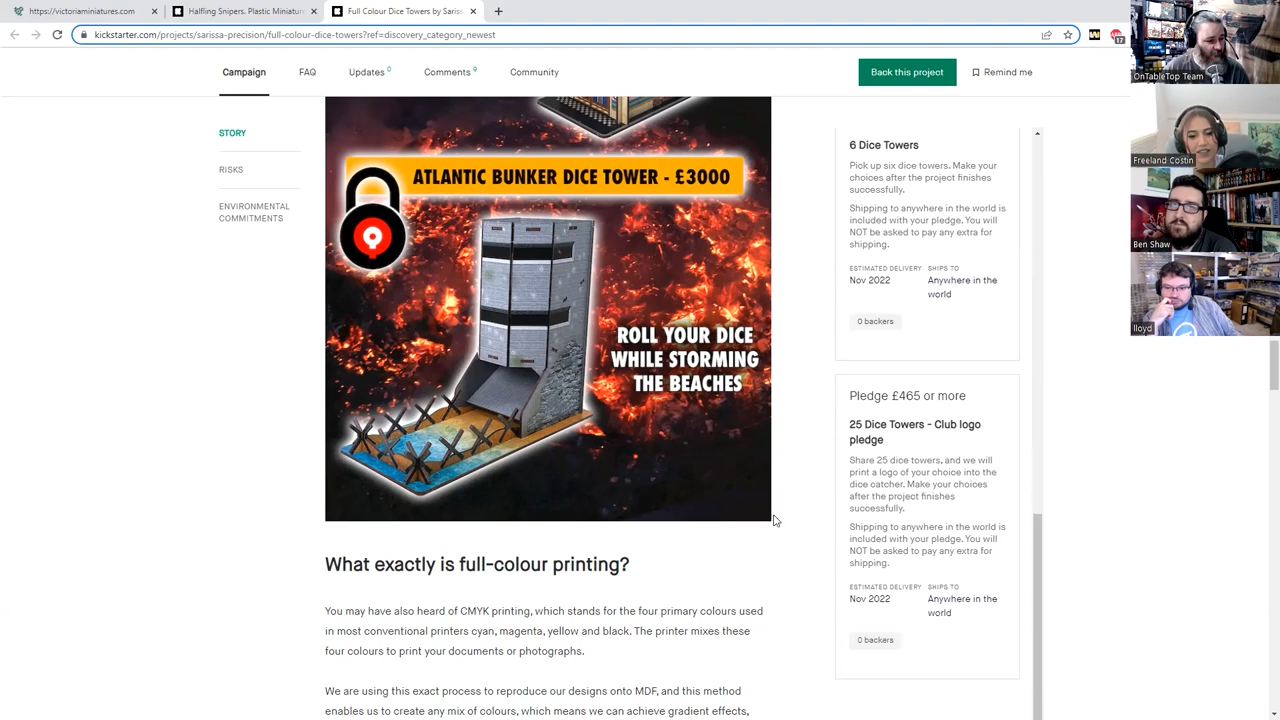 https://victoriaminiatures.com
Halfling Snipers. Plastic Miniature
Full Colour Dice Towers by Sariss
kickstarter.com/projects/sarissa-precision/full-colour-dice-towers?ref=discovery_category_newest
17
Campaign
FAQ
Updates 0
Comments 9
Community
Back this project
Remind me
STORY
RISKS
ENVIRONMENTAL
COMMITMENTS
ATLANTIC BUNKER DICE TOWER - £3000
ROLL YOUR DICE
WHILE STORMING
THE BEACHES
What exactly is full-colour printing?
You may have also heard of CMYK printing, which stands for the four primary colours used
in most conventional printers cyan, magenta, yellow and black. The printer mixes these
four colours to print your documents or photographs.
We are using this exact process to reproduce our designs onto MDF, and this method
enables us to create any mix of colours, which means we can achieve gradient effects,
6 Dice Towers
Pick up six dice towers. Make your
choices after the project finishes
successfully.
Shipping to anywhere in the world is
included with your pledge. You will
NOT be asked to pay any extra for
shipping.
ESTIMATED DELIVERY
Nov 2022
SHIPS TO
Anywhere in the
world
0 backers
Pledge £465 or more
25 Dice Towers - Club logo
pledge
Share 25 dice towers, and we will
print a logo of your choice into the
dice catcher. Make your choices
after the project finishes
successfully.
Shipping to anywhere in the world is
included with your pledge. You will
NOT be asked to pay any extra for
shipping.
ESTIMATED DELIVERY
Nov 2022
SHIPS TO
Anywhere in the
world
0 backers
OnTableTop Team
Freeland Costin
Ben Shaw
lloyd